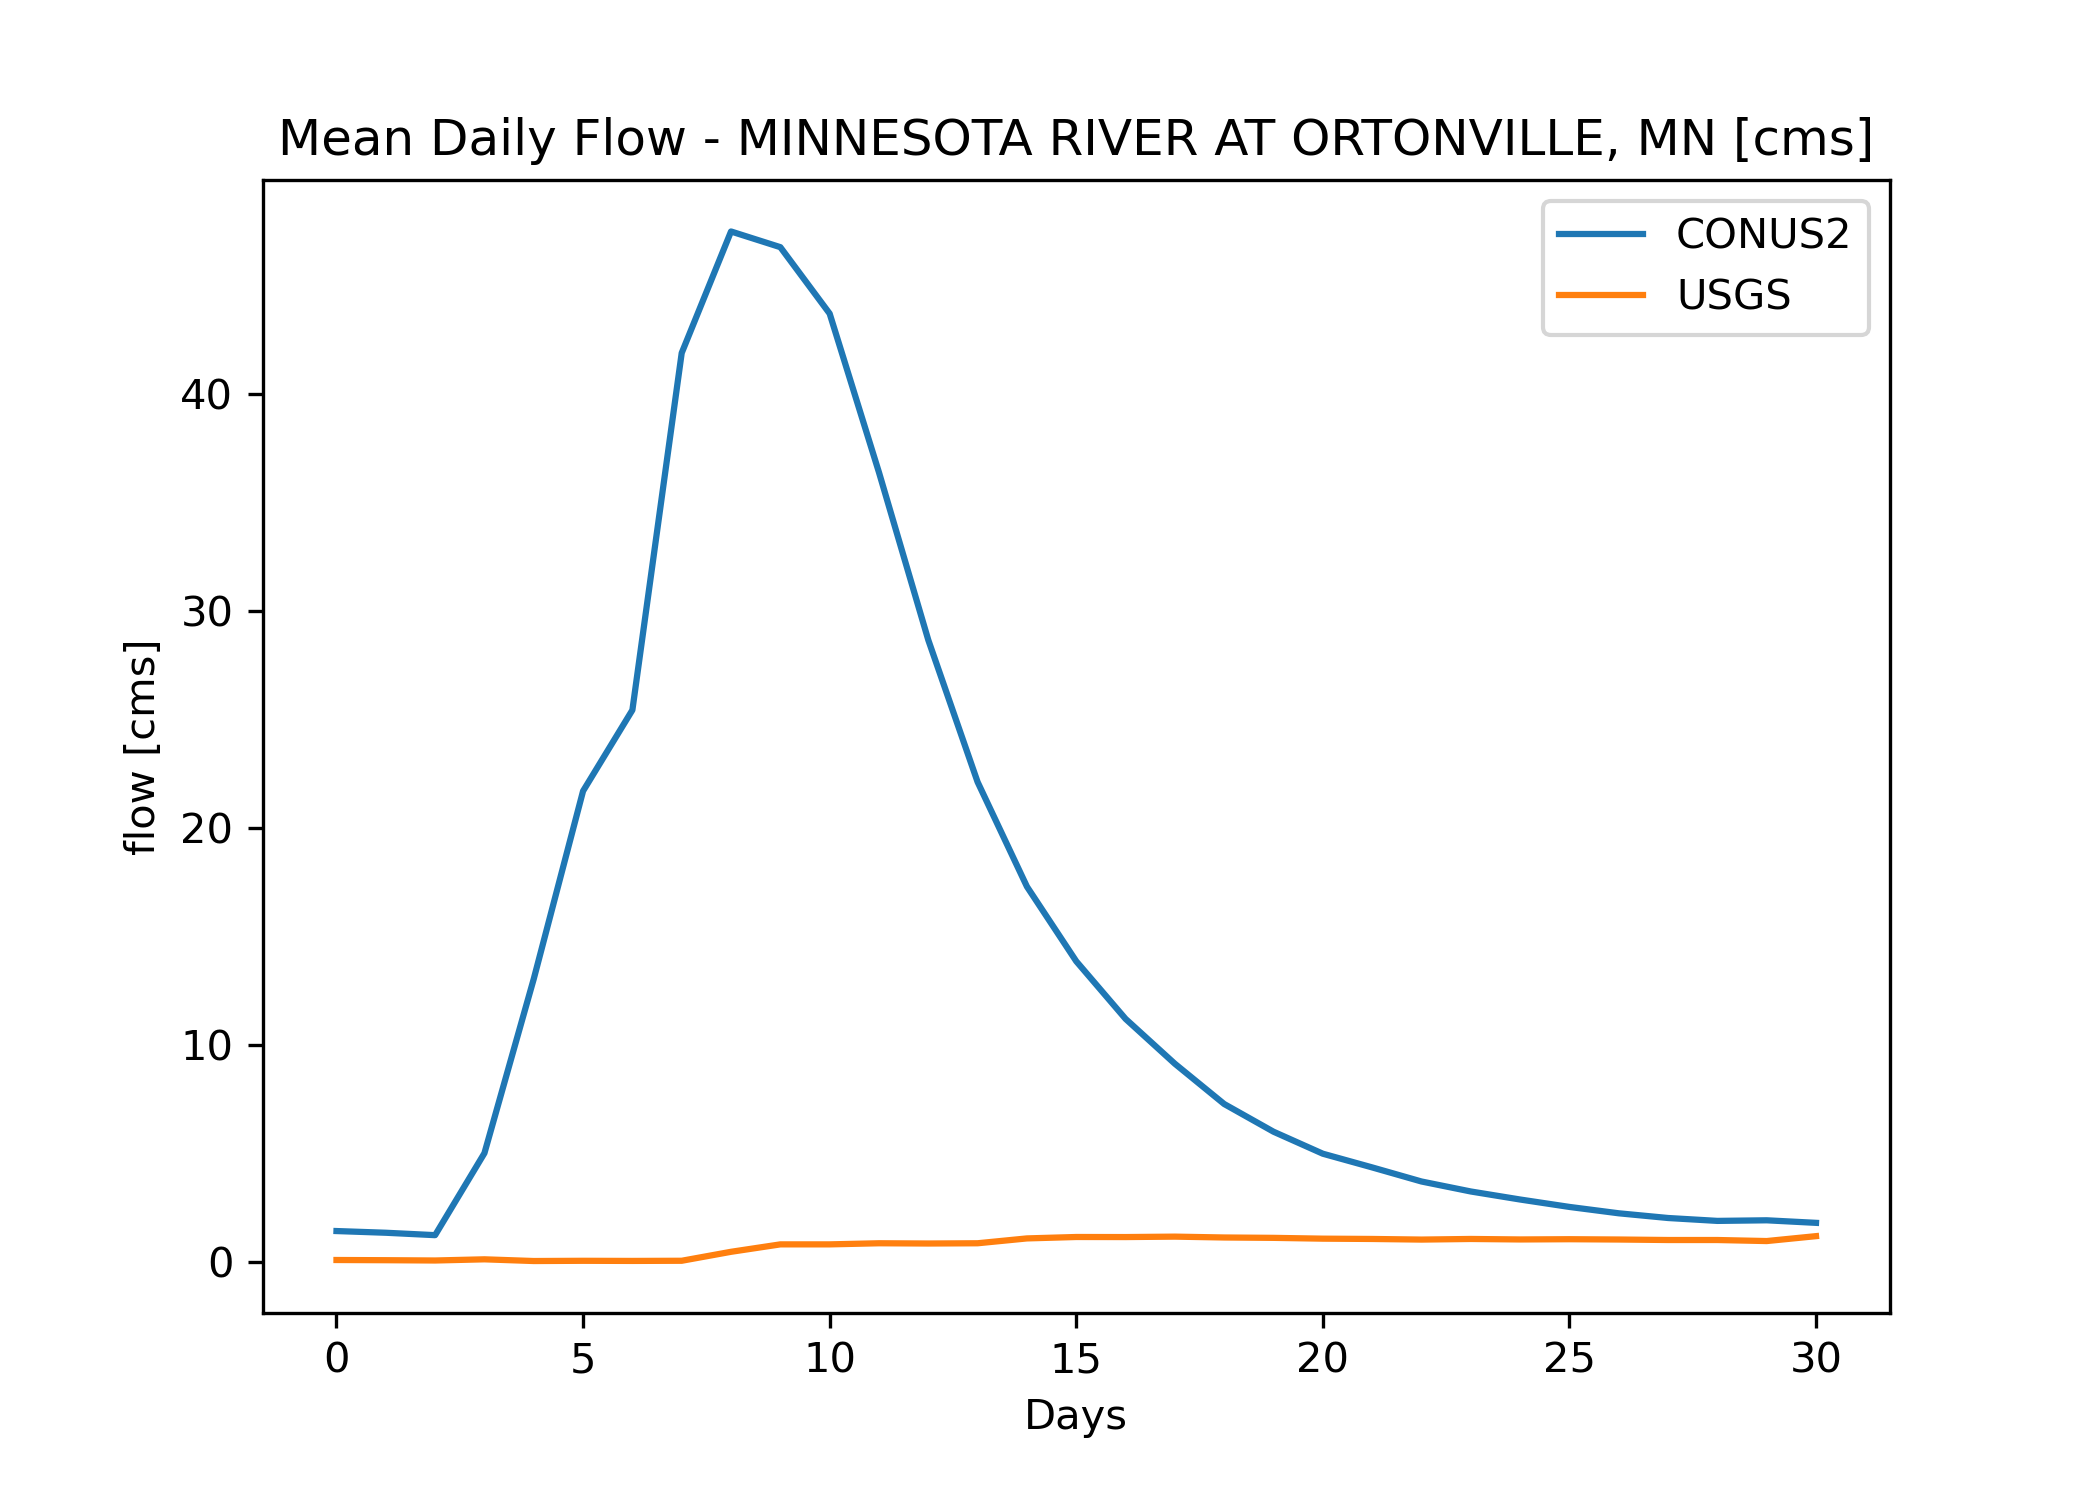 Mean Daily Flow - MINNESOTA RIVER AT ORTONVILLE, MN [cms]
CONUS2
USGS
40
30
20
10
0
flow [cms]
0 5 10 15 20 25 30
Days